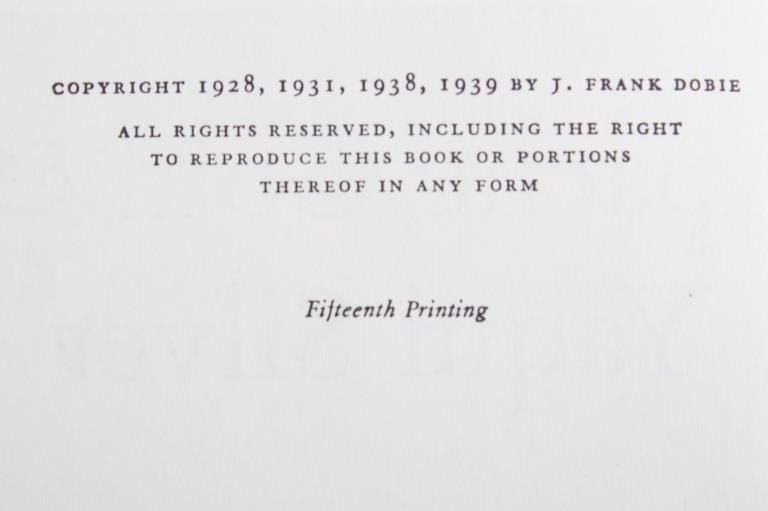 COPYRIGHT 1928, 1931, 1938, 1939 BY J. FRANK DOBIE
ALL RIGHTS RESERVED, INCLUDING THE RIGHT
TO REPRODUCE THIS BOOK OR PORTIONS
THEREOF IN ANY FORM
Fifteenth Printing